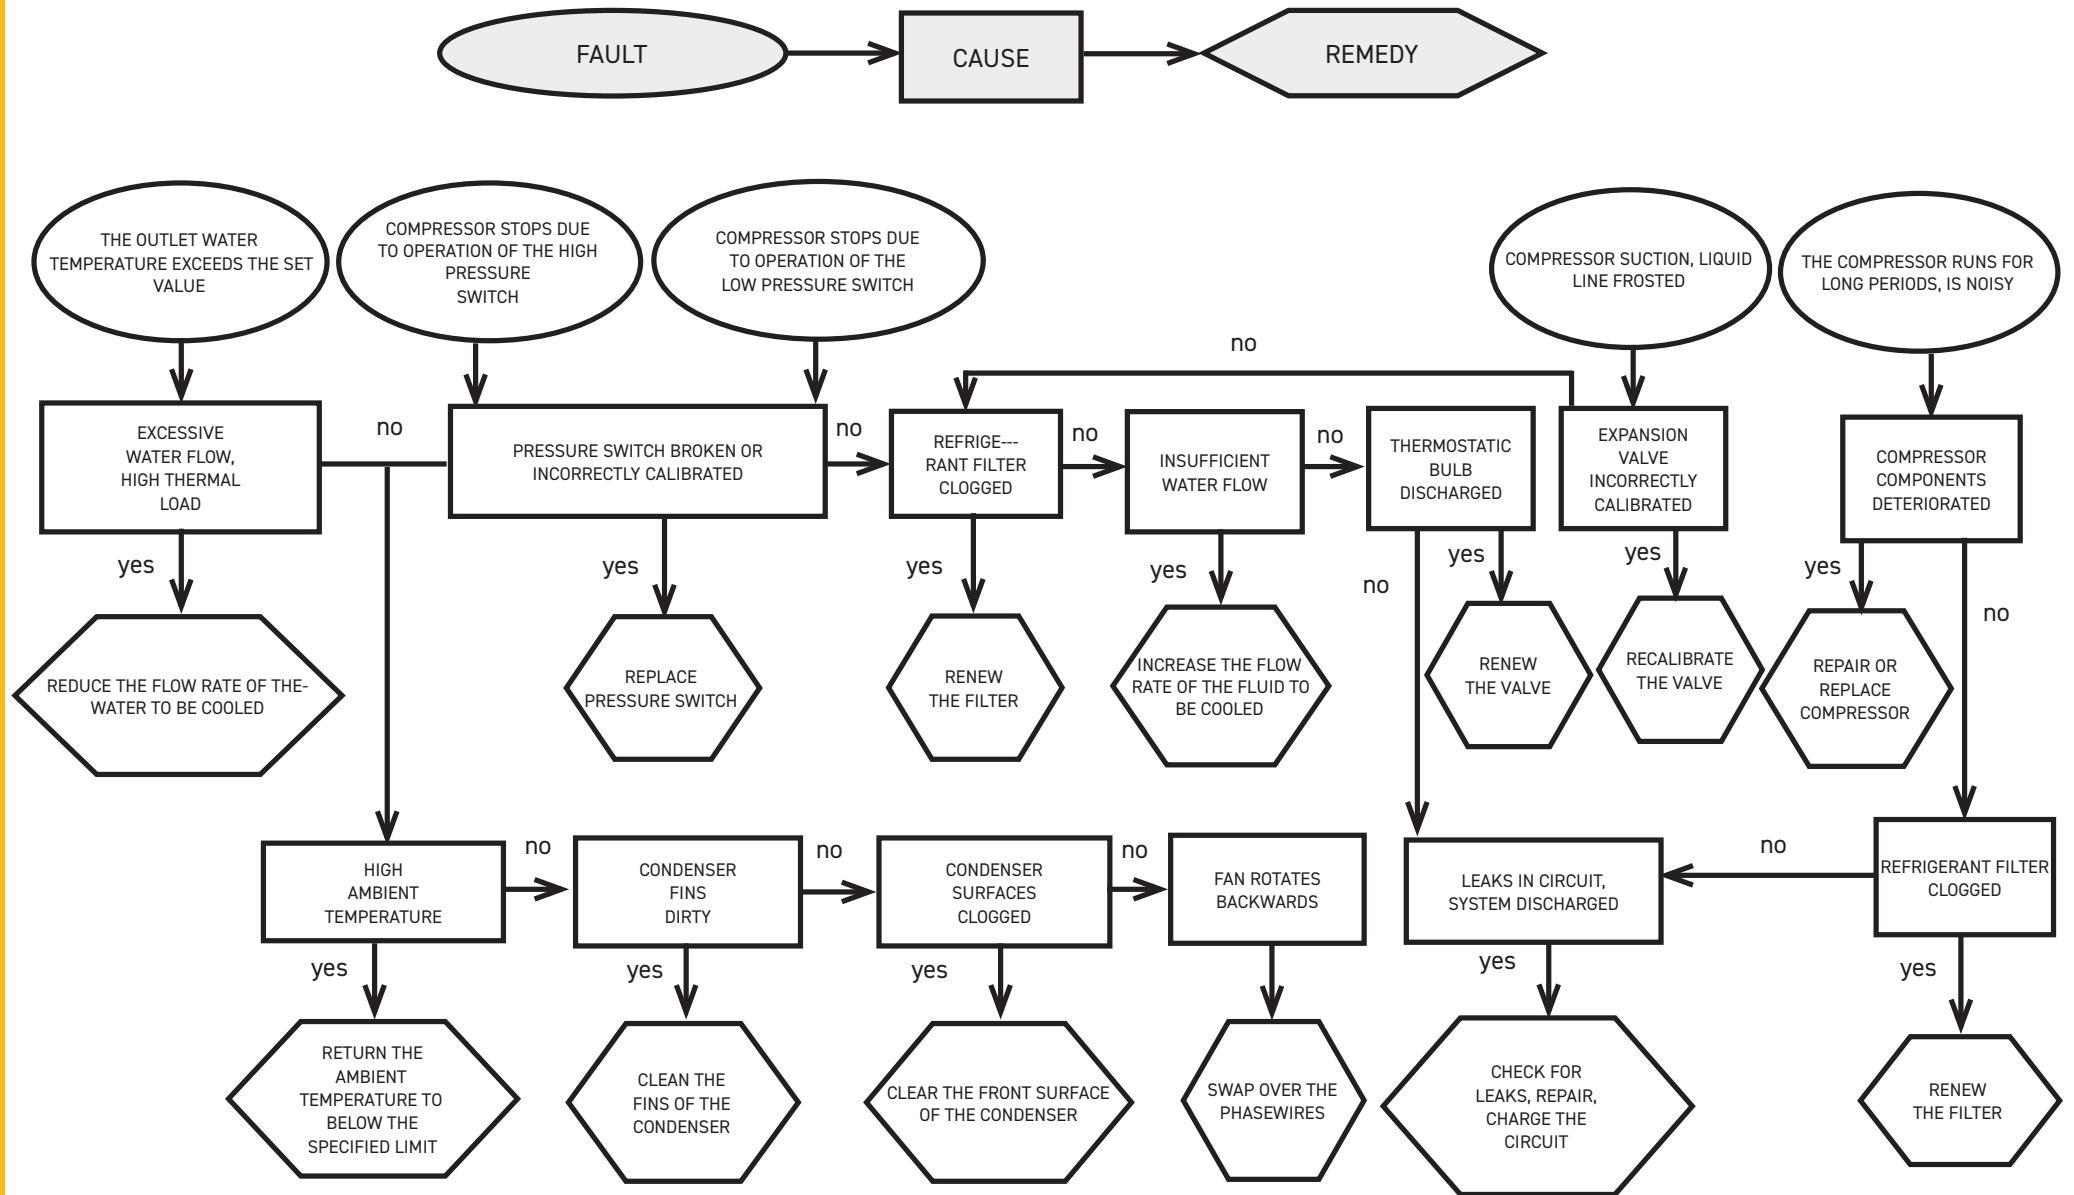 FAULT
CAUSE
REMEDY
THE OUTLET WATER
TEMPERATURE EXCEEDS THE SET
VALUE
COMPRESSOR STOPS DUE
TO OPERATION OF THE HIGH
PRESSURE
SWITCH
COMPRESSOR STOPS DUE
TO OPERATION OF THE
LOW PRESSURE SWITCH
COMPRESSOR SUCTION, LIQUID
LINE FROSTED
THE COMPRESSOR RUNS FOR
LONG PERIODS, IS NOISY
no
EXCESSIVE
WATER FLOW,
HIGH THERMAL
LOAD
no
PRESSURE SWITCH BROKEN OR
INCORRECTLY CALIBRATED
no
REFRIGE---
RANT FILTER
CLOGGED
no
INSUFFICIENT
WATER FLOW
no
THERMOSTATIC
BULB
DISCHARGED
EXPANSION
VALVE
INCORRECTLY
CALIBRATED
COMPRESSOR
COMPONENTS
DETERIORATED
yes
yes
yes
yes
no
yes
yes
yes
no
REDUCE THE FLOW RATE OF THE-
WATER TO BE COOLED
REPLACE
PRESSURE SWITCH
RENEW
THE FILTER
INCREASE THE FLOW
RATE OF THE FLUID TO
BE COOLED
RENEW
THE VALVE
RECALIBRATE
THE VALVE
REPAIR OR
REPLACE
COMPRESSOR
HIGH
AMBIENT
TEMPERATURE
no
CONDENSER
FINS
DIRTY
no
CONDENSER
SURFACES
CLOGGED
no
FAN ROTATES
BACKWARDS
LEAKS IN CIRCUIT,
SYSTEM DISCHARGED
no
REFRIGERANT FILTER
CLOGGED
yes
yes
yes
yes
yes
RETURN THE
AMBIENT
TEMPERATURE TO
BELOW THE
SPECIFIED LIMIT
CLEAN THE
FINS OF THE
CONDENSER
CLEAR THE FRONT SURFACE
OF THE CONDENSER
SWAP OVER THE
PHASEWIRES
CHECK FOR
LEAKS, REPAIR,
CHARGE THE
CIRCUIT
RENEW
THE FILTER